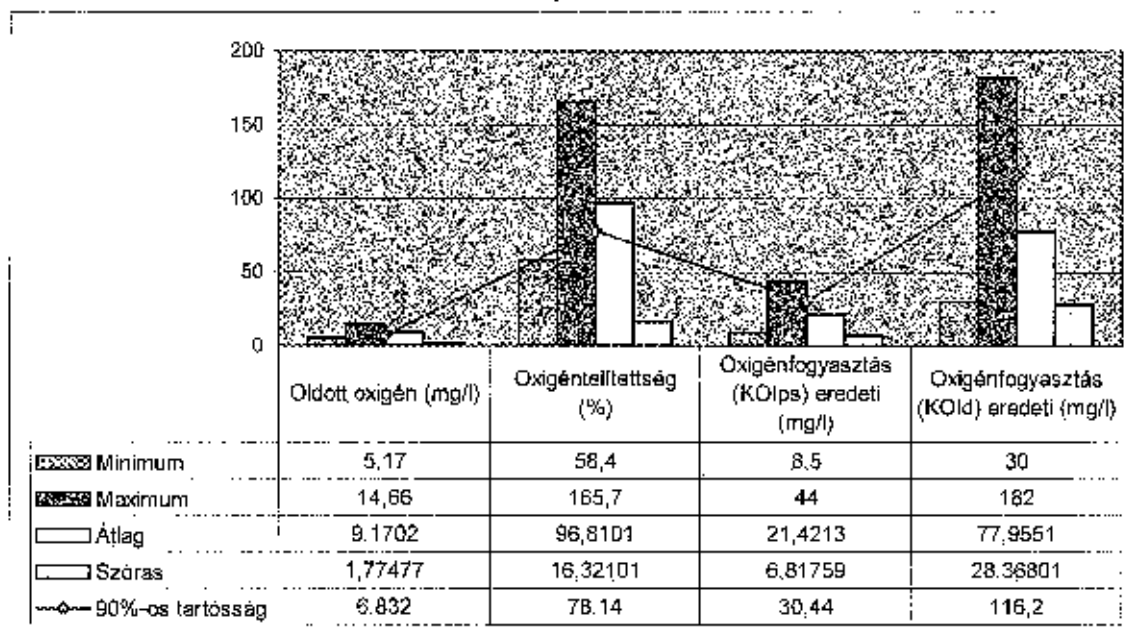 200
150
100
50
0
Oldott oxigén (mg/l)
Oxigéntelítettség (%)
Oxigénfogyasztás (KOIps) eredeti (mg/l)
Oxigénfogyasztás (KOId) eredeti (mg/l)
Minimum 5,17 58,4 8,5 30
Maximum 14,66 165,7 44 182
Átlag 9.1702 96,8101 21,4213 77,9551
Szóras 1,77477 16,32101 6,81759 28.36801
90%-os tartósság 6.832 78.14 30,44 116,2